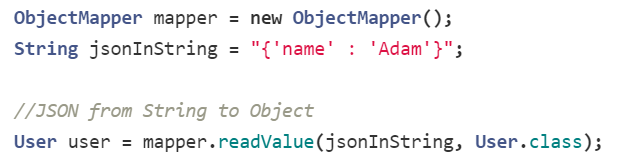 ObjectMapper mapper = new ObjectMapper();
String jsonInString = "{'name' : 'Adam'}";
//JSON from String to Object
User user = mapper.readValue(jsonInString, User.class);